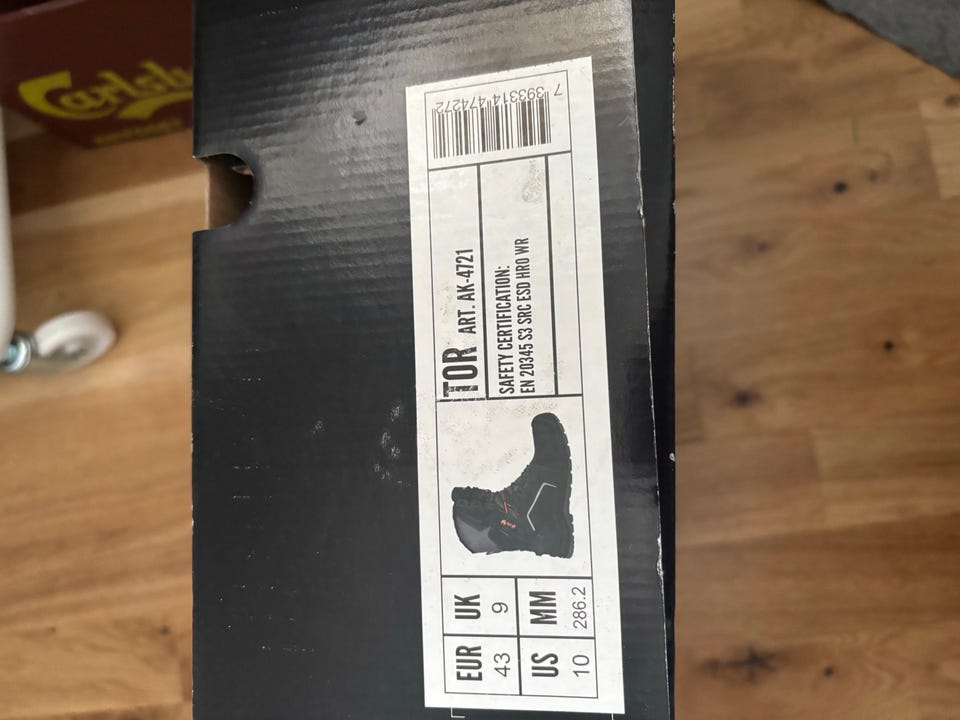 Carlsb
EUR
43
UK
9
US
10
MM
286.2
TOR ART. AK-4721
SAFETY CERTIFICATION:
EN 20345 S3 SRC ESD HRO WR
7 393314 474272